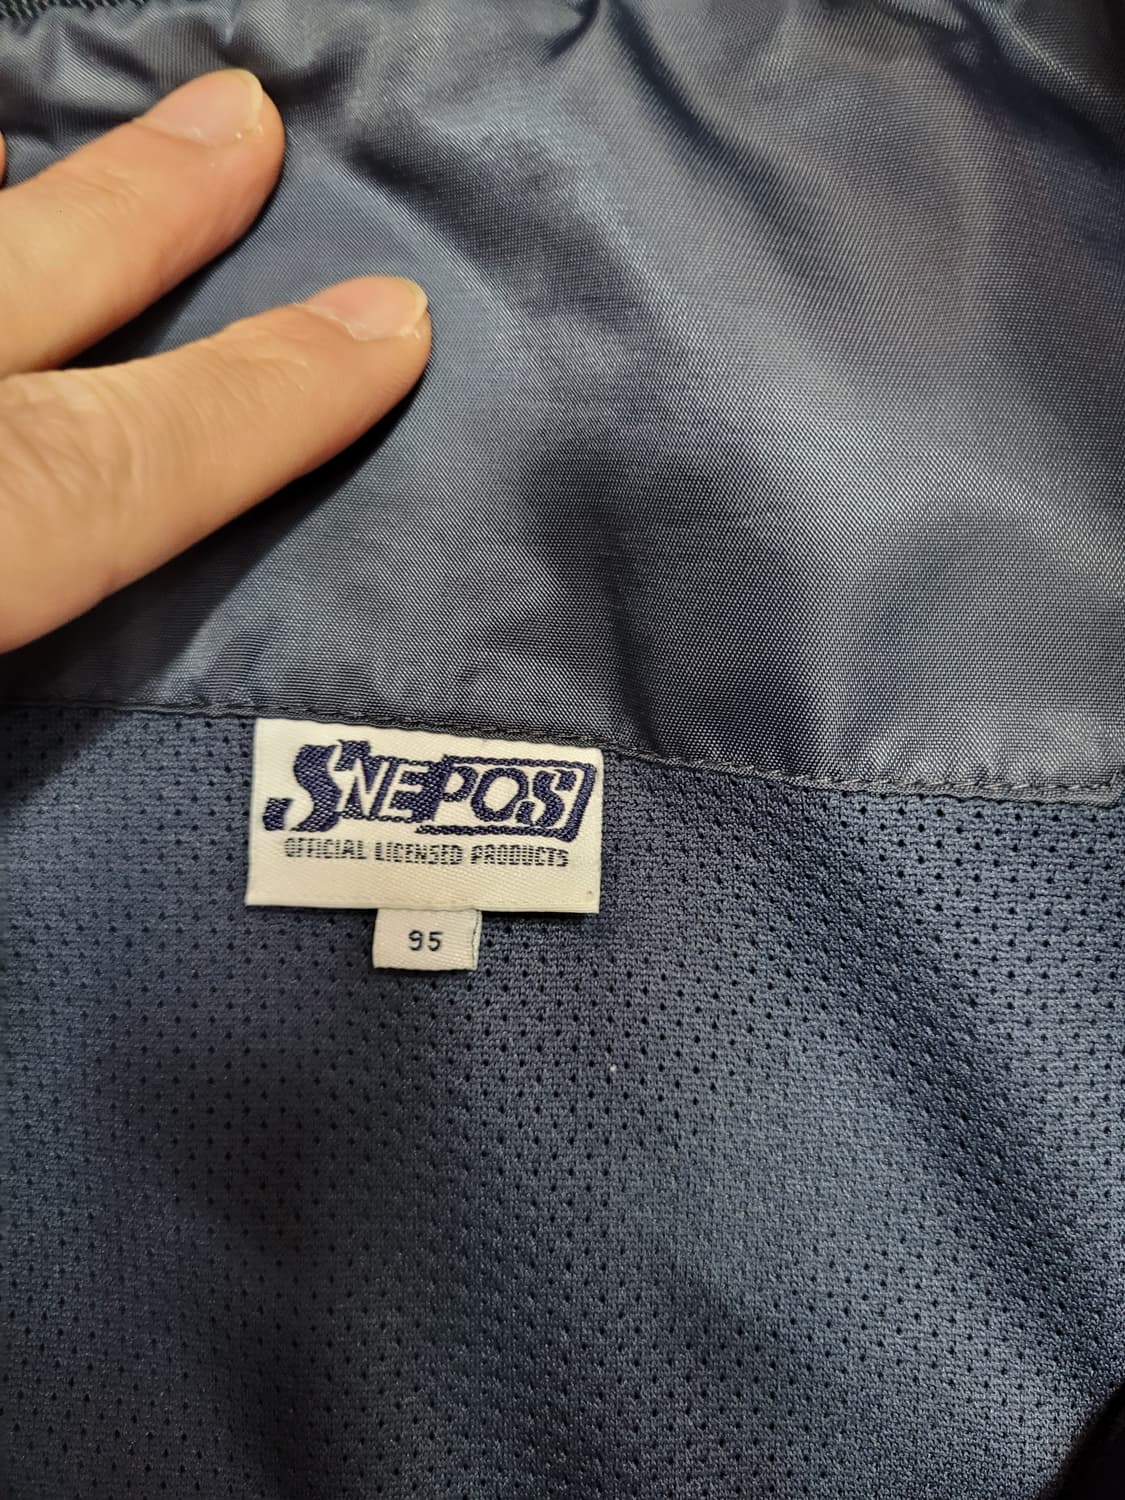 SNEPOS
OFFICIAL LICENSED PRODUCTS
95